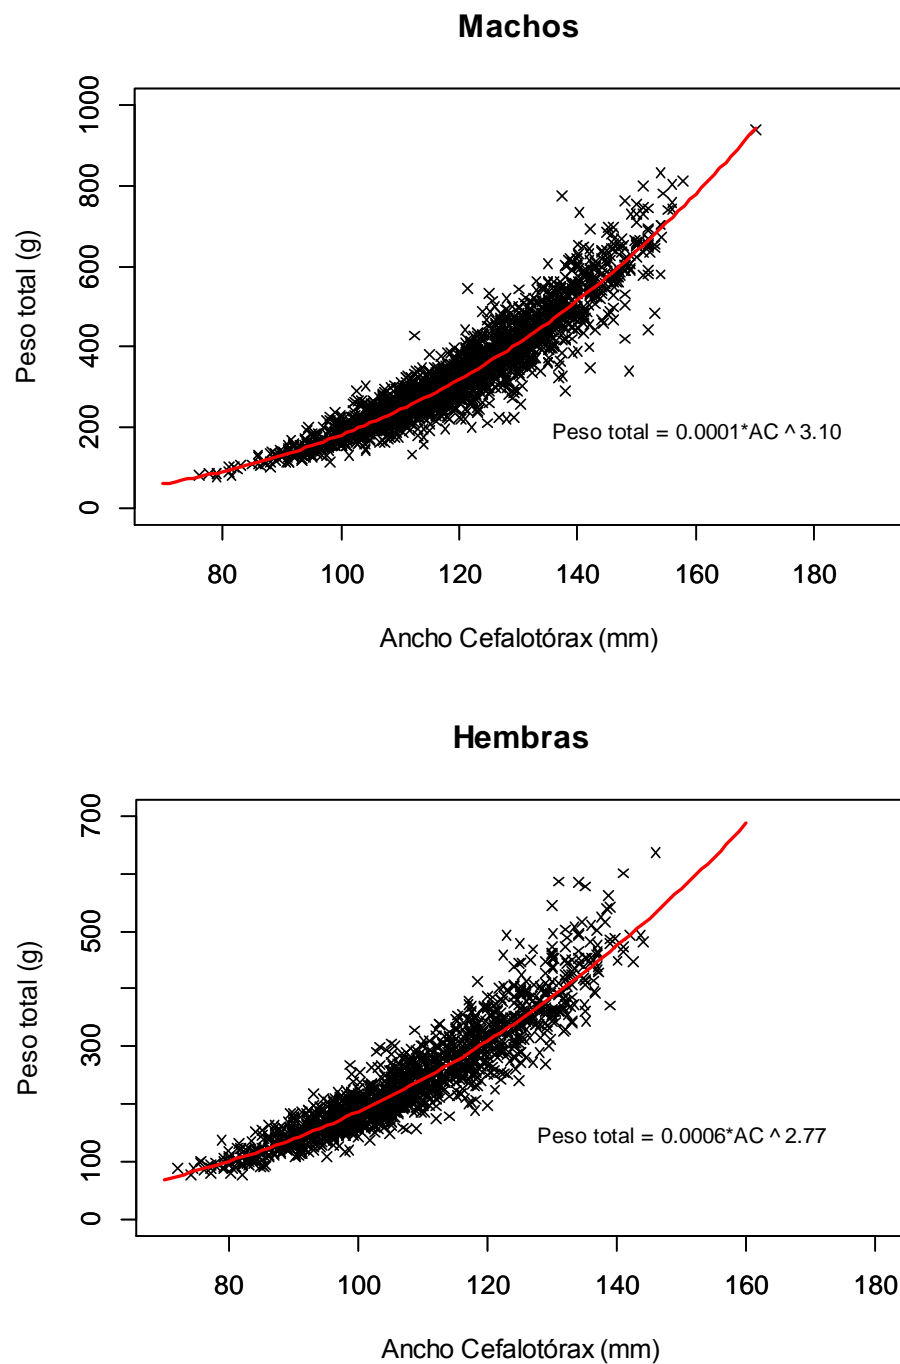 Machos
1000
800
600
400
200
0
Peso total (g)
Peso total = 0.0001*AC ^ 3.10
80 100 120 140 160 180
Ancho Cefalotórax (mm)
Hembras
700
500
300
100
0
Peso total (g)
Peso total = 0.0006*AC ^ 2.77
80 100 120 140 160 180
Ancho Cefalotórax (mm)